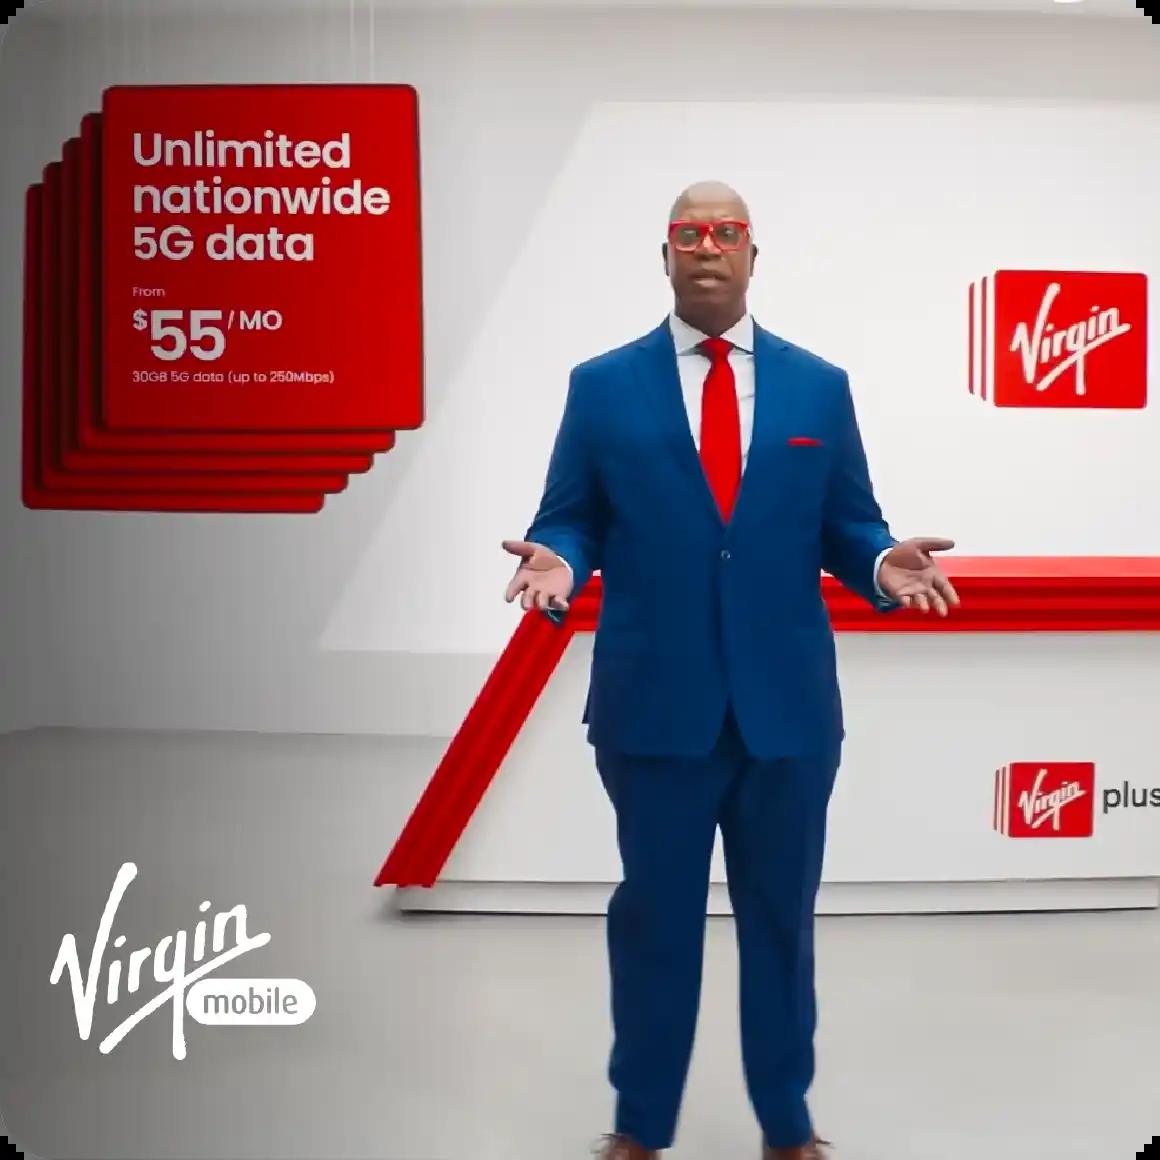 Unlimited
nationwide
5G data
From
$55/MO
30GB 5G data (up to 250Mbps)
Virgin
Virgin plus
Virgin
mobile